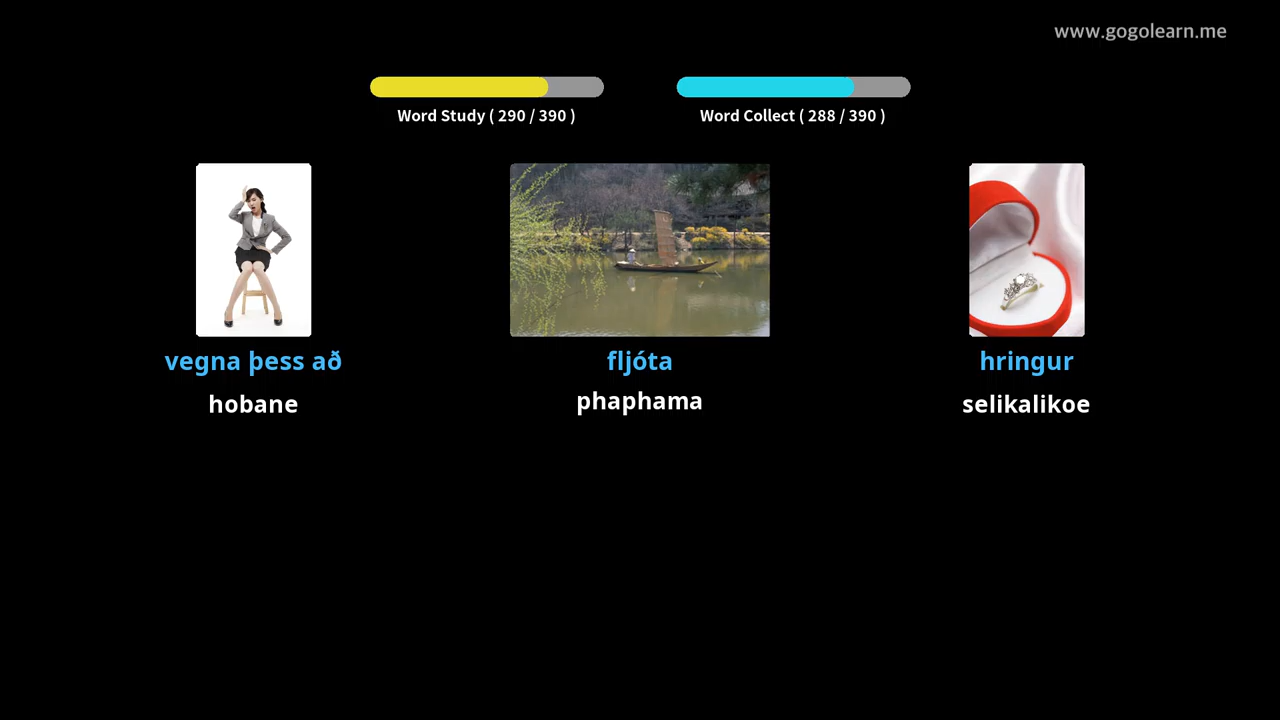 www.gogolearn.me
Word Study ( 290 / 390 )
Word Collect ( 288 / 390 )
vegna þess að
fljóta
hringur
hobane
phaphama
selikalikoe